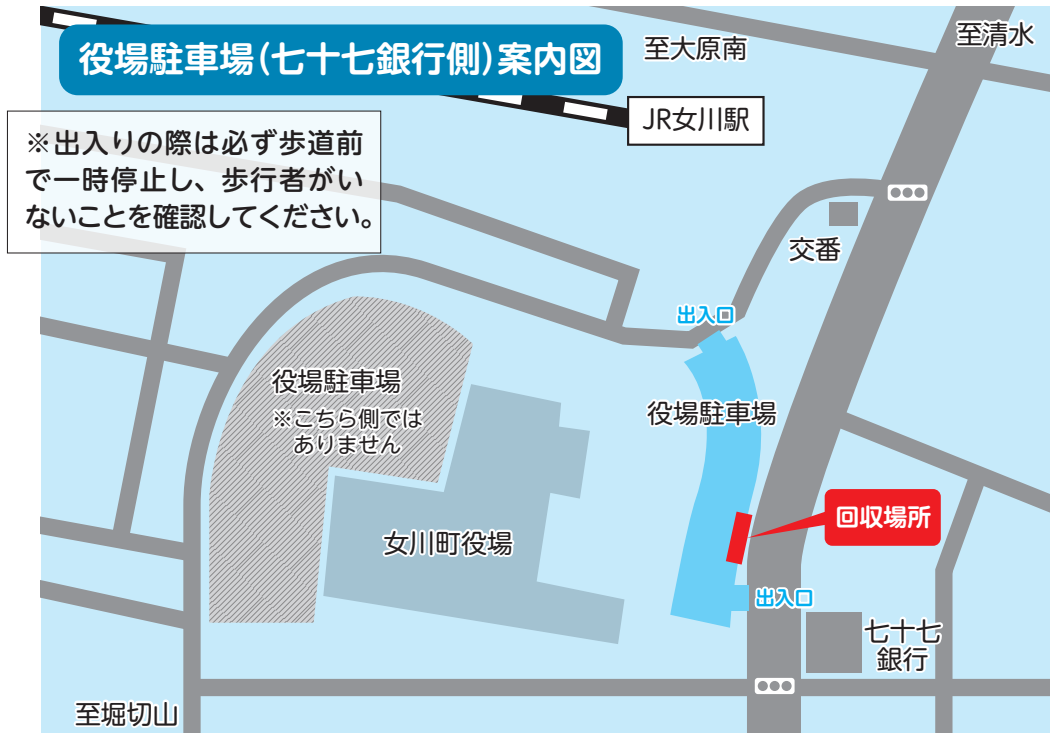 役場駐車場(七十七銀行側)案内図
至大原南
至清水
JR女川駅
※出入りの際は必ず歩道前
で一時停止し、歩行者がい
ないことを確認してください。
交番
出入口
役場駐車場
※こちら側では
ありません
役場駐車場
回収場所
女川町役場
出入口
七十七
銀行
至堀切山